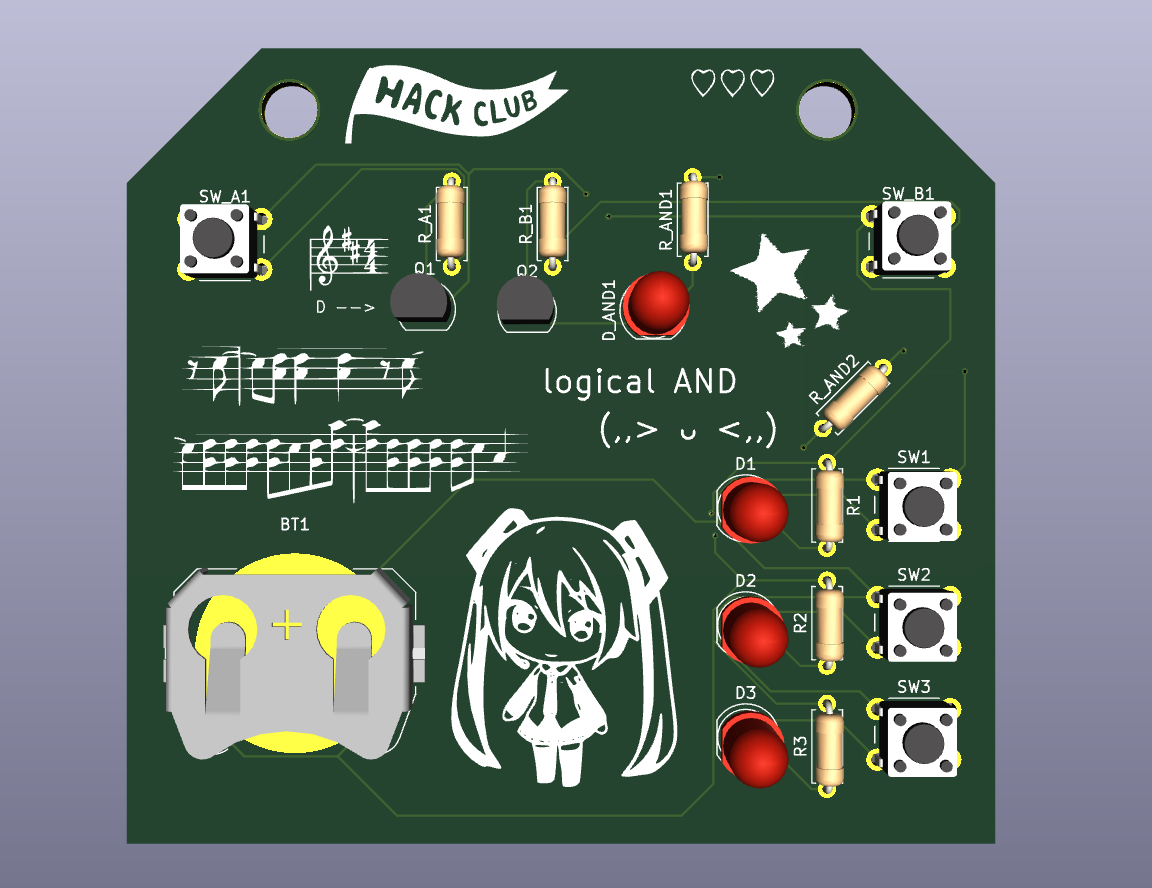 HACK CLUB
♡♡♡
SW_A1
SW_B1
R_A1
R_B1
R_AND1
Q1
Q2
D_AND1
D -->
logical AND
(,,> ᴗ <,,)
R_AND2
D1
R1
SW1
BT1
+
D2
R2
SW2
D3
R3
SW3